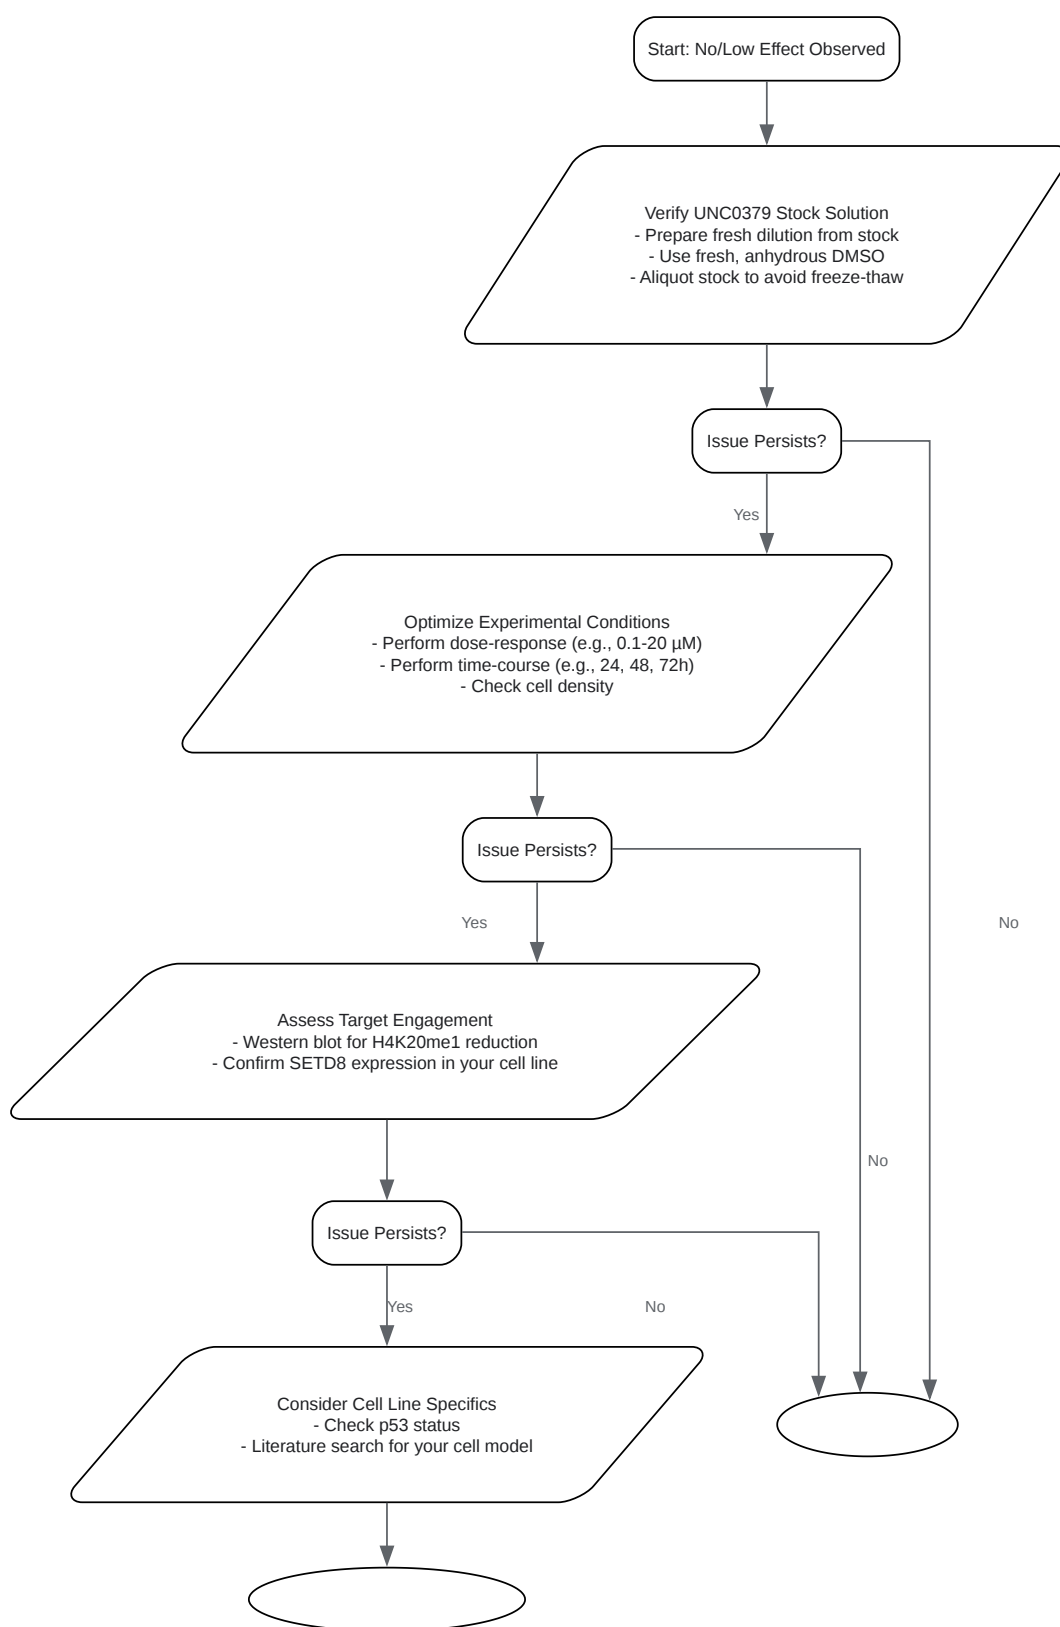 Start: No/Low Effect Observed
Verify UNC0379 Stock Solution
- Prepare fresh dilution from stock
- Use fresh, anhydrous DMSO
- Aliquot stock to avoid freeze-thaw
Issue Persists?
Yes
Optimize Experimental Conditions
- Perform dose-response (e.g., 0.1-20 µM)
- Perform time-course (e.g., 24, 48, 72h)
- Check cell density
Issue Persists?
Yes
No
Assess Target Engagement
- Western blot for H4K20me1 reduction
- Confirm SETD8 expression in your cell line
No
Issue Persists?
Yes
No
Consider Cell Line Specifics
- Check p53 status
- Literature search for your cell model